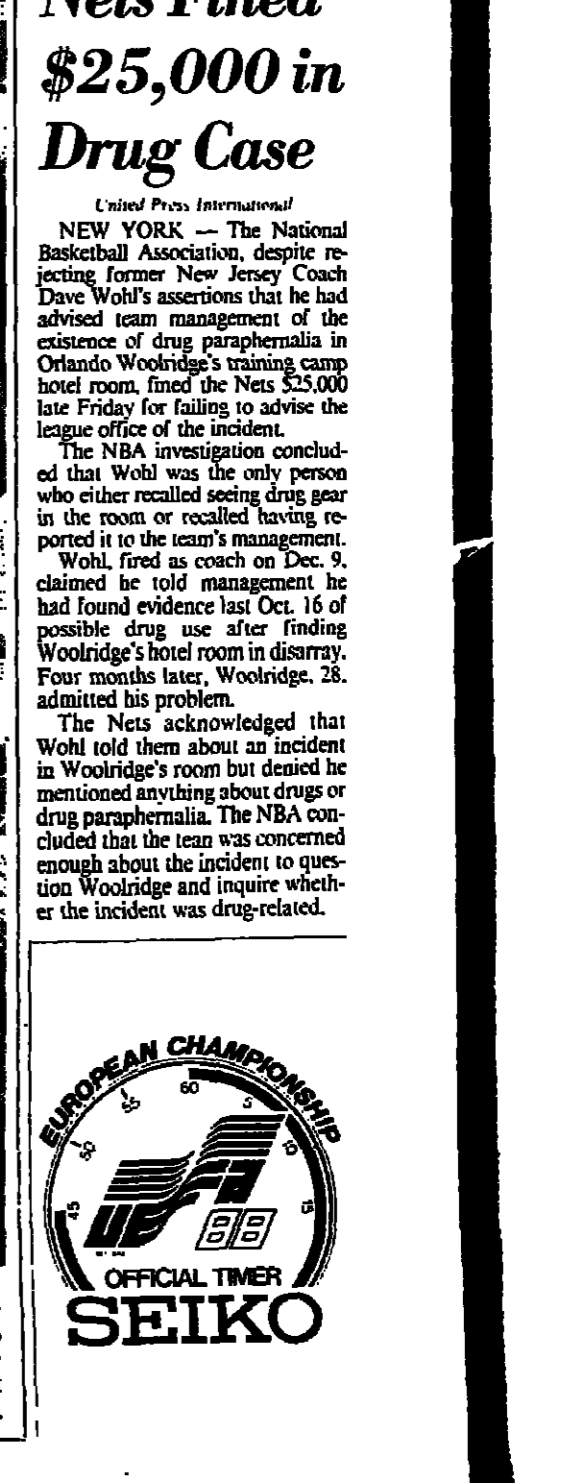 Nets Fined
$25,000 in
Drug Case
United Press International
NEW YORK — The National
Basketball Association, despite re-
jecting former New Jersey Coach
Dave Wohl's assertions that he had
advised team management of the
existence of drug paraphernalia in
Orlando Woolridge's training camp
hotel room, fined the Nets $25,000
late Friday for failing to advise the
league office of the incident.
The NBA investigation conclud-
ed that Wohl was the only person
who either recalled seeing drug gear
in the room or recalled having re-
ported it to the team's management.
Wohl, fired as coach on Dec. 9,
claimed he told management he
had found evidence last Oct. 16 of
possible drug use after finding
Woolridge's hotel room in disarray.
Four months later, Woolridge, 28,
admitted his problem.
The Nets acknowledged that
Wohl told them about an incident
in Woolridge's room but denied he
mentioned anything about drugs or
drug paraphernalia. The NBA con-
cluded that the tean was concerned
enough about the incident to ques-
tion Woolridge and inquire wheth-
er the incident was drug-related.
EUROPEAN CHAMPIONSHIP
60
55
5
50
10
45
15
UEFA
88
OFFICIAL TIMER
SEIKO